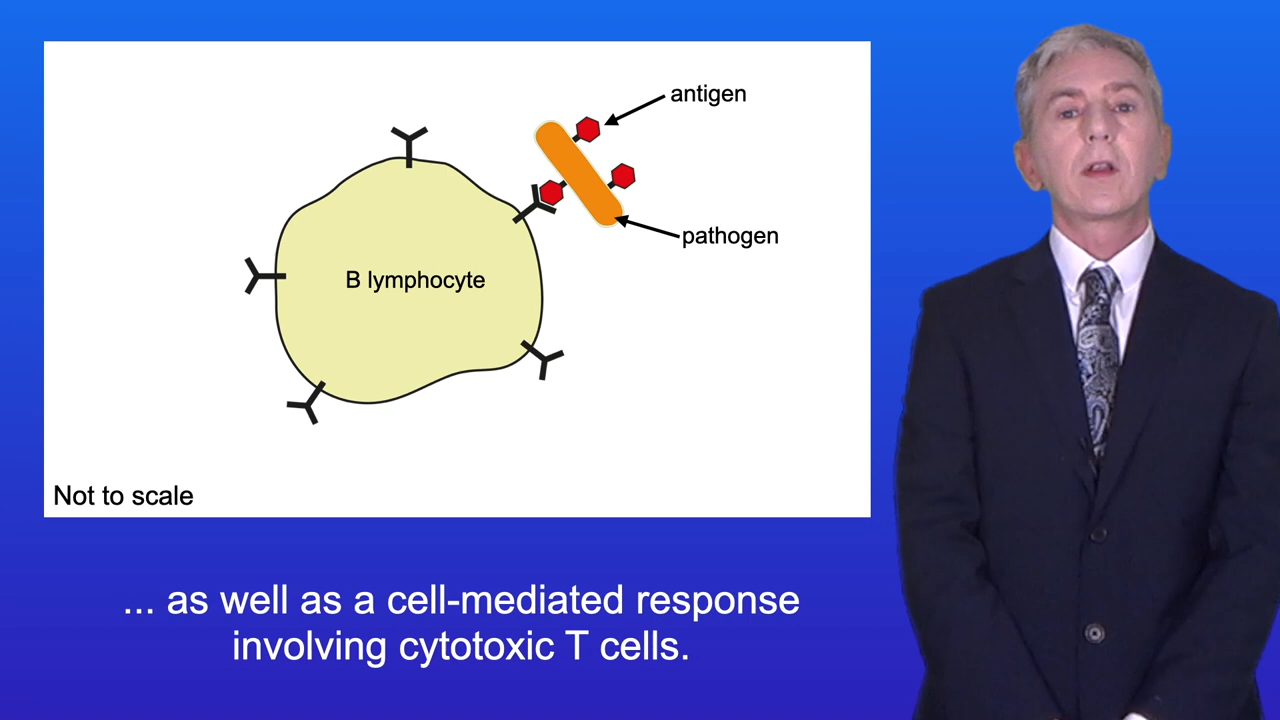 antigen
pathogen
B lymphocyte
Not to scale
... as well as a cell-mediated response
involving cytotoxic T cells.